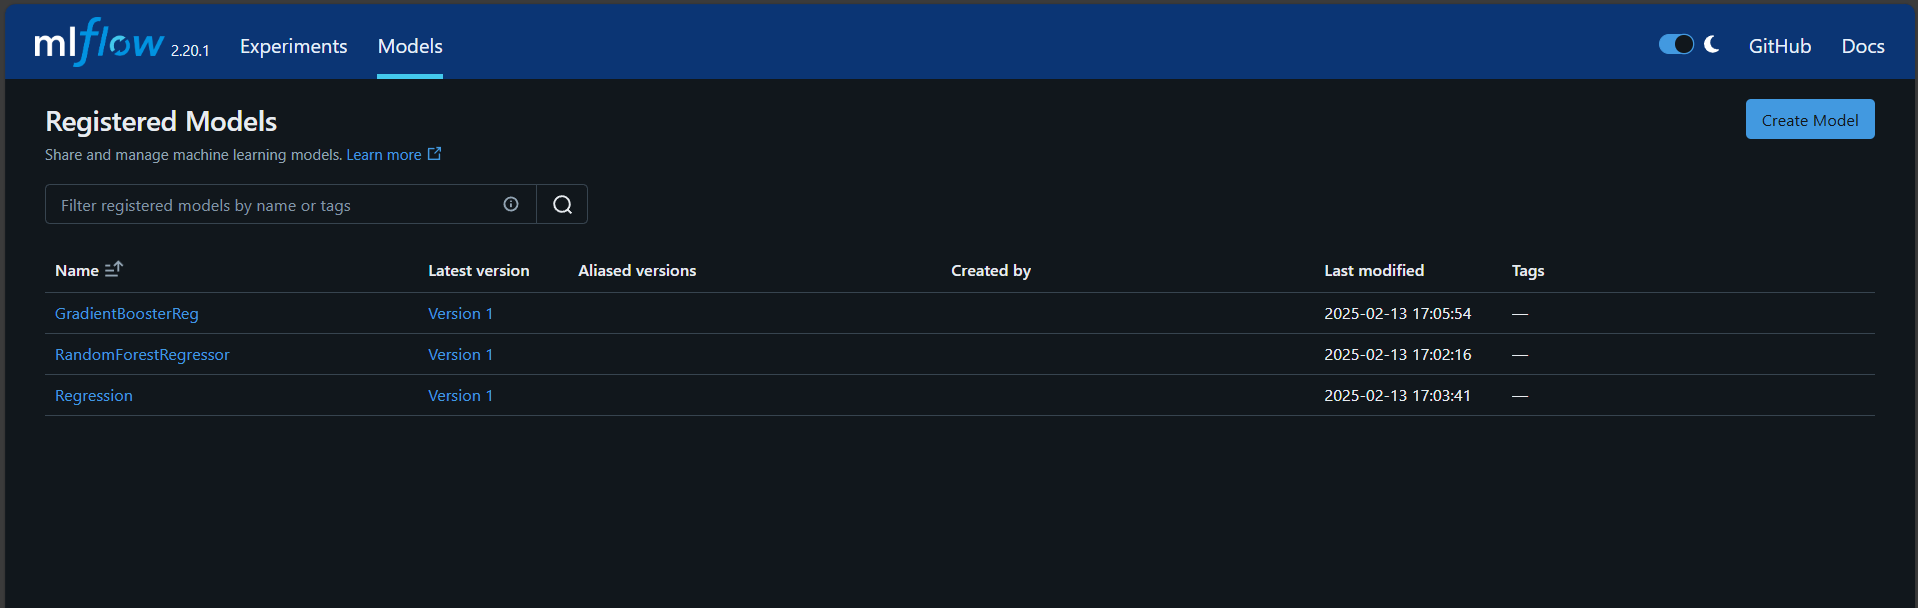 mlflow 2.20.1 Experiments Models GitHub Docs
Registered Models
Create Model
Share and manage machine learning models. Learn more
Filter registered models by name or tags
Name Latest version Aliased versions Created by Last modified Tags
GradientBoosterReg Version 1 2025-02-13 17:05:54 —
RandomForestRegressor Version 1 2025-02-13 17:02:16 —
Regression Version 1 2025-02-13 17:03:41 —